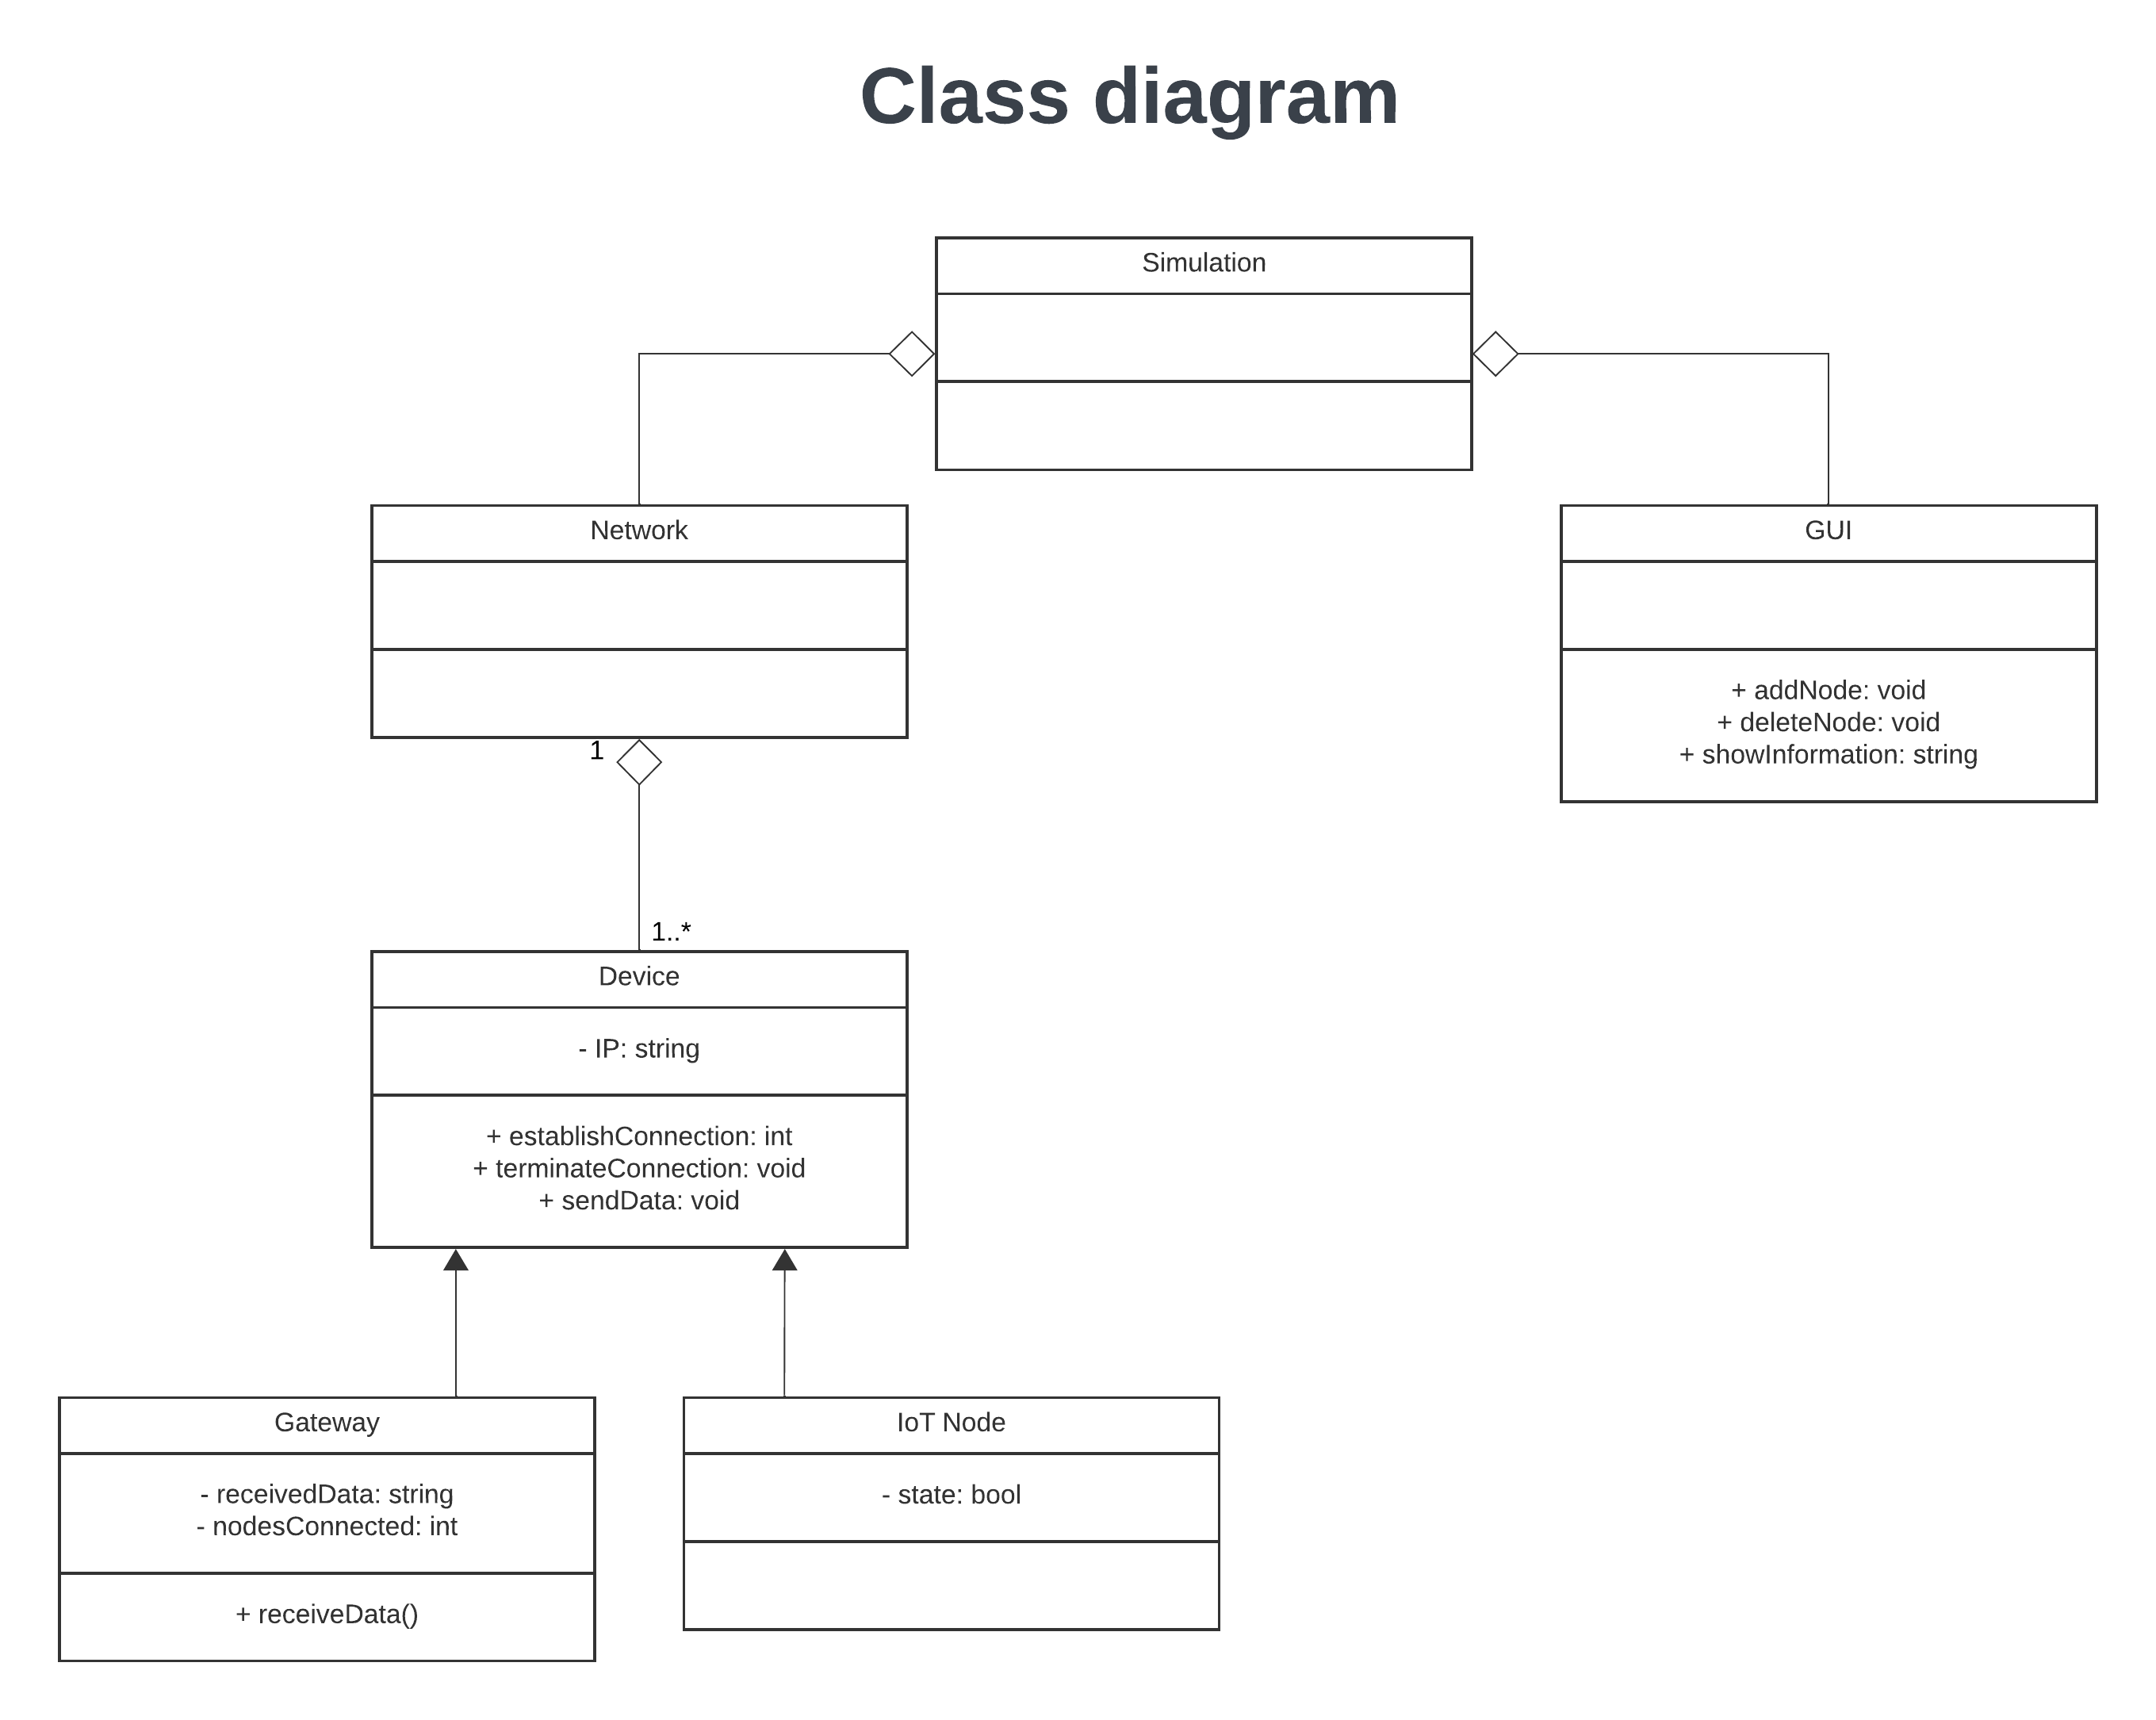 Class diagram
Simulation
Network
GUI
+ addNode: void
+ deleteNode: void
+ showInformation: string
1
1..*
Device
- IP: string
+ establishConnection: int
+ terminateConnection: void
+ sendData: void
Gateway
- receivedData: string
- nodesConnected: int
+ receiveData()
IoT Node
- state: bool